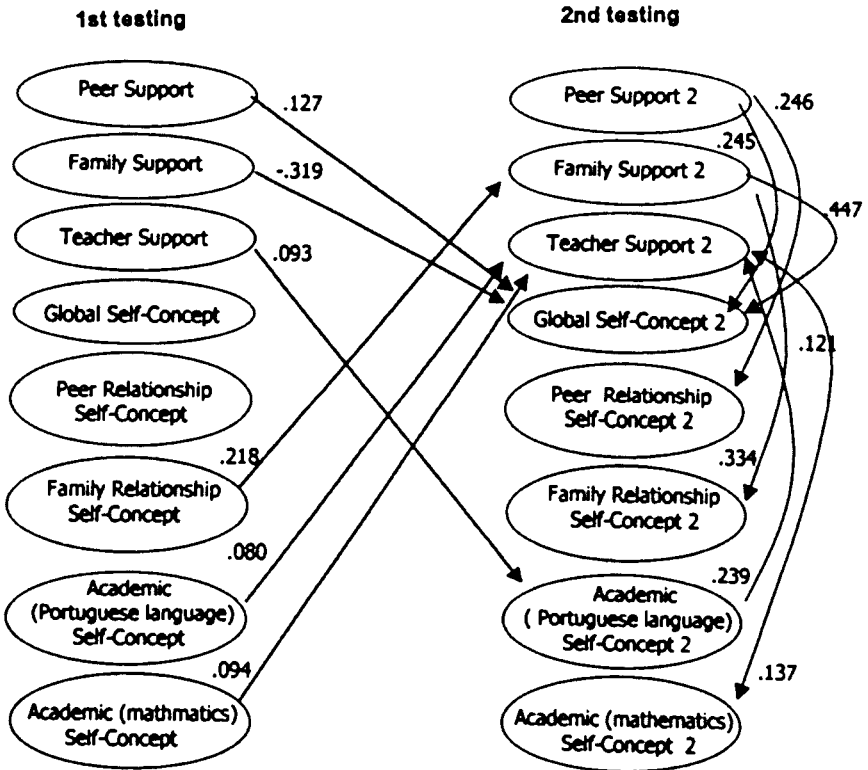 1st testing
2nd testing
Peer Support
.127
Family Support
-.319
Teacher Support
.093
Global Self-Concept
Peer Relationship
Self-Concept
.218
Family Relationship
Self-Concept
.080
Academic
(Portuguese language)
Self-Concept
.094
Academic (mathmatics)
Self-Concept
Peer Support 2
.246
.245
Family Support 2
.447
Teacher Support 2
Global Self-Concept 2
.121
Peer Relationship
Self-Concept 2
.334
Family Relationship
Self-Concept 2
.239
Academic
( Portuguese language)
Self-Concept 2
.137
Academic (mathematics)
Self-Concept 2